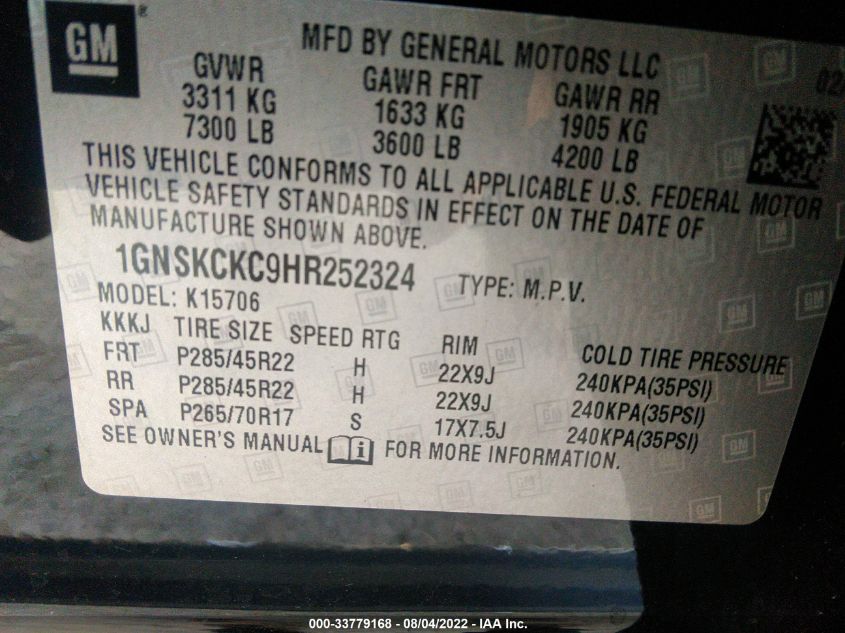 GM
MFD BY GENERAL MOTORS LLC
GVWR GAWR FRT GAWR RR
3311 KG 1633 KG 1905 KG
7300 LB 3600 LB 4200 LB
THIS VEHICLE CONFORMS TO ALL APPLICABLE U.S. FEDERAL MOTOR
VEHICLE SAFETY STANDARDS IN EFFECT ON THE DATE OF
MANUFACTURE SHOWN ABOVE.
1GNSKCKC9HR252324 TYPE: M.P.V.
MODEL: K15706
KKKJ TIRE SIZE SPEED RTG RIM COLD TIRE PRESSURE
FRT P285/45R22 H 22X9J 240KPA(35PSI)
RR P285/45R22 H 22X9J 240KPA(35PSI)
SPA P265/70R17 S 17X7.5J 240KPA(35PSI)
SEE OWNER'S MANUAL i FOR MORE INFORMATION.
000-33779168 - 08/04/2022 - IAA Inc.